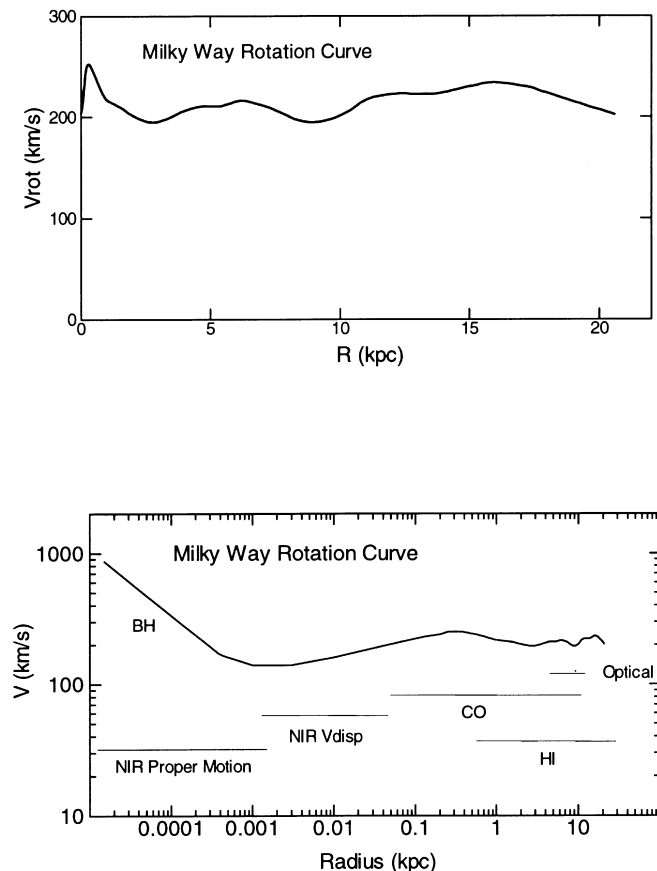 300
Milky Way Rotation Curve
200
Vrot (km/s)
100
0
0 5 10 15 20
R (kpc)
1000
Milky Way Rotation Curve
BH
V (km/s)
Optical
100
CO
NIR Vdisp
HI
NIR Proper Motion
10
0.0001 0.001 0.01 0.1 1 10
Radius (kpc)